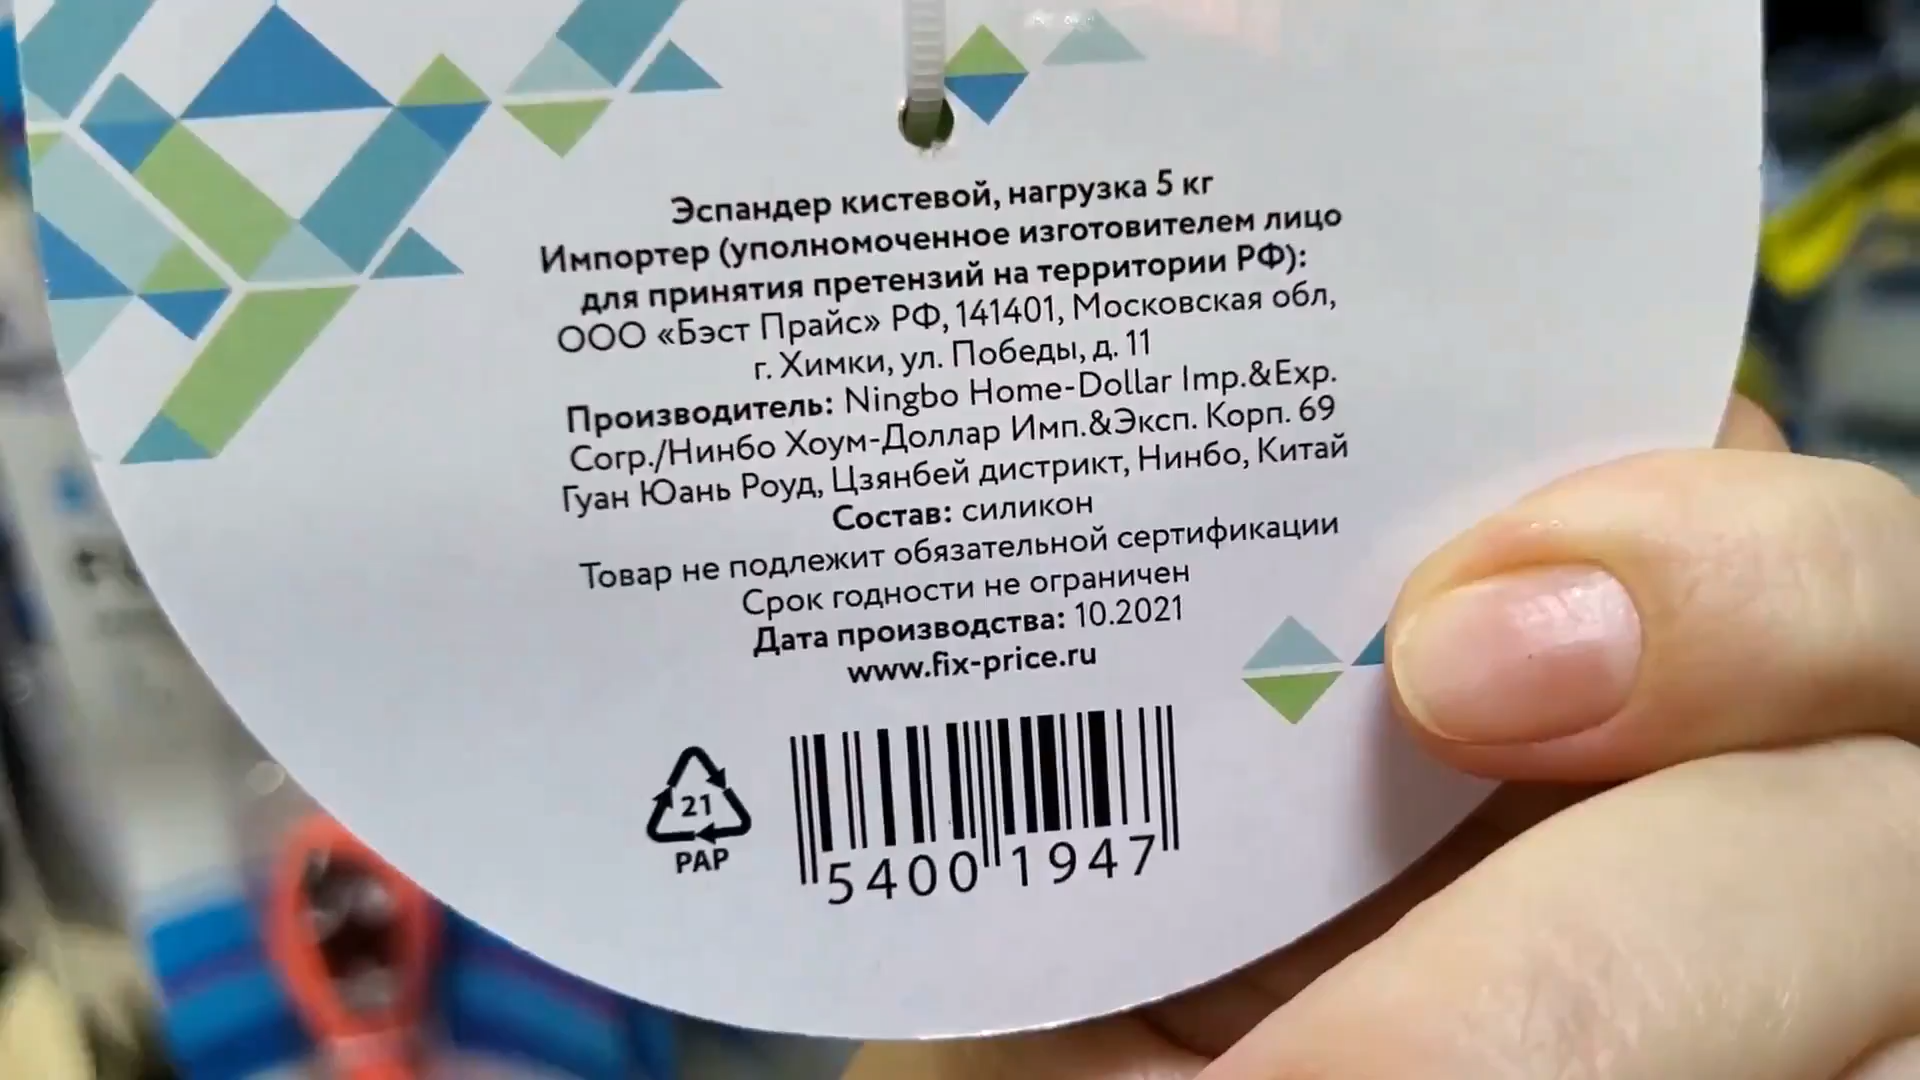 Эспандер кистевой, нагрузка 5 кг
Импортер (уполномоченное изготовителем лицо
для принятия претензий на территории РФ):
ООО «Бэст Прайс» РФ, 141401, Московская обл,
г. Химки, ул. Победы, д. 11
Производитель: Ningbo Home-Dollar Imp.&Exp.
Corp./Нинбо Хоум-Доллар Имп.&Эксп. Корп. 69
Гуан Юань Роуд, Цзянбей дистрикт, Нинбо, Китай
Состав: силикон
Товар не подлежит обязательной сертификации
Срок годности не ограничен
Дата производства: 10.2021
www.fix-price.ru
21
PAP
5400 1947